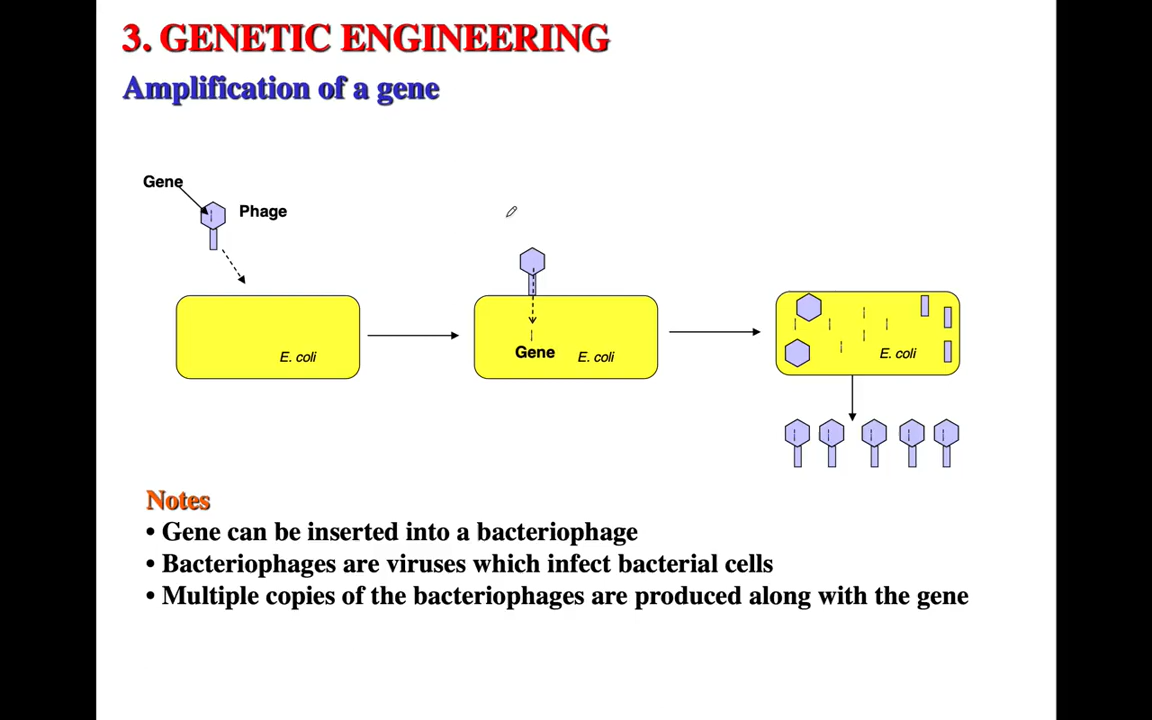 3. GENETIC ENGINEERING
Amplification of a gene
Gene
Phage
E. coli
Gene
E. coli
E. coli
Notes
• Gene can be inserted into a bacteriophage
• Bacteriophages are viruses which infect bacterial cells
• Multiple copies of the bacteriophages are produced along with the gene